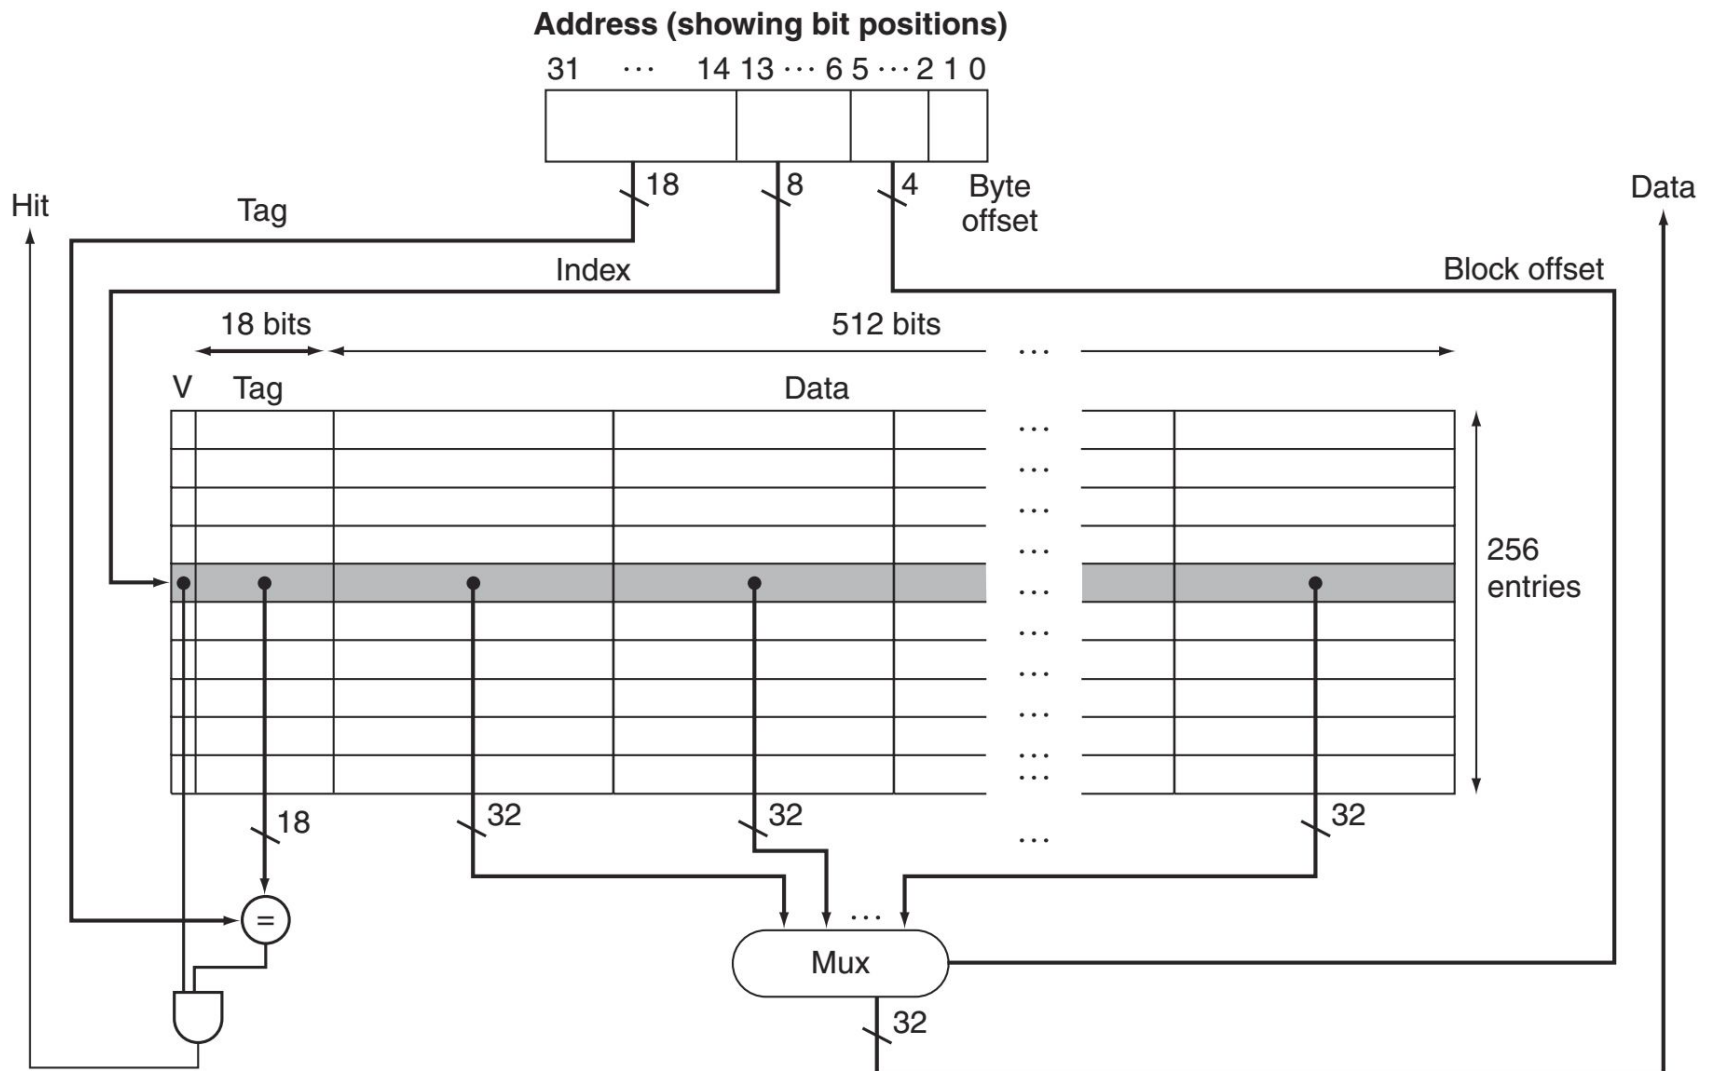 Address (showing bit positions)
31 ... 14 13 ... 6 5 ... 2 1 0
18 8 4 Byte offset
Hit
Tag
Data
Index
Block offset
18 bits
512 bits
...
V Tag Data
...
...
...
...
...
...
...
...
...
...
256
entries
18
32
32
...
32
=
...
Mux
32